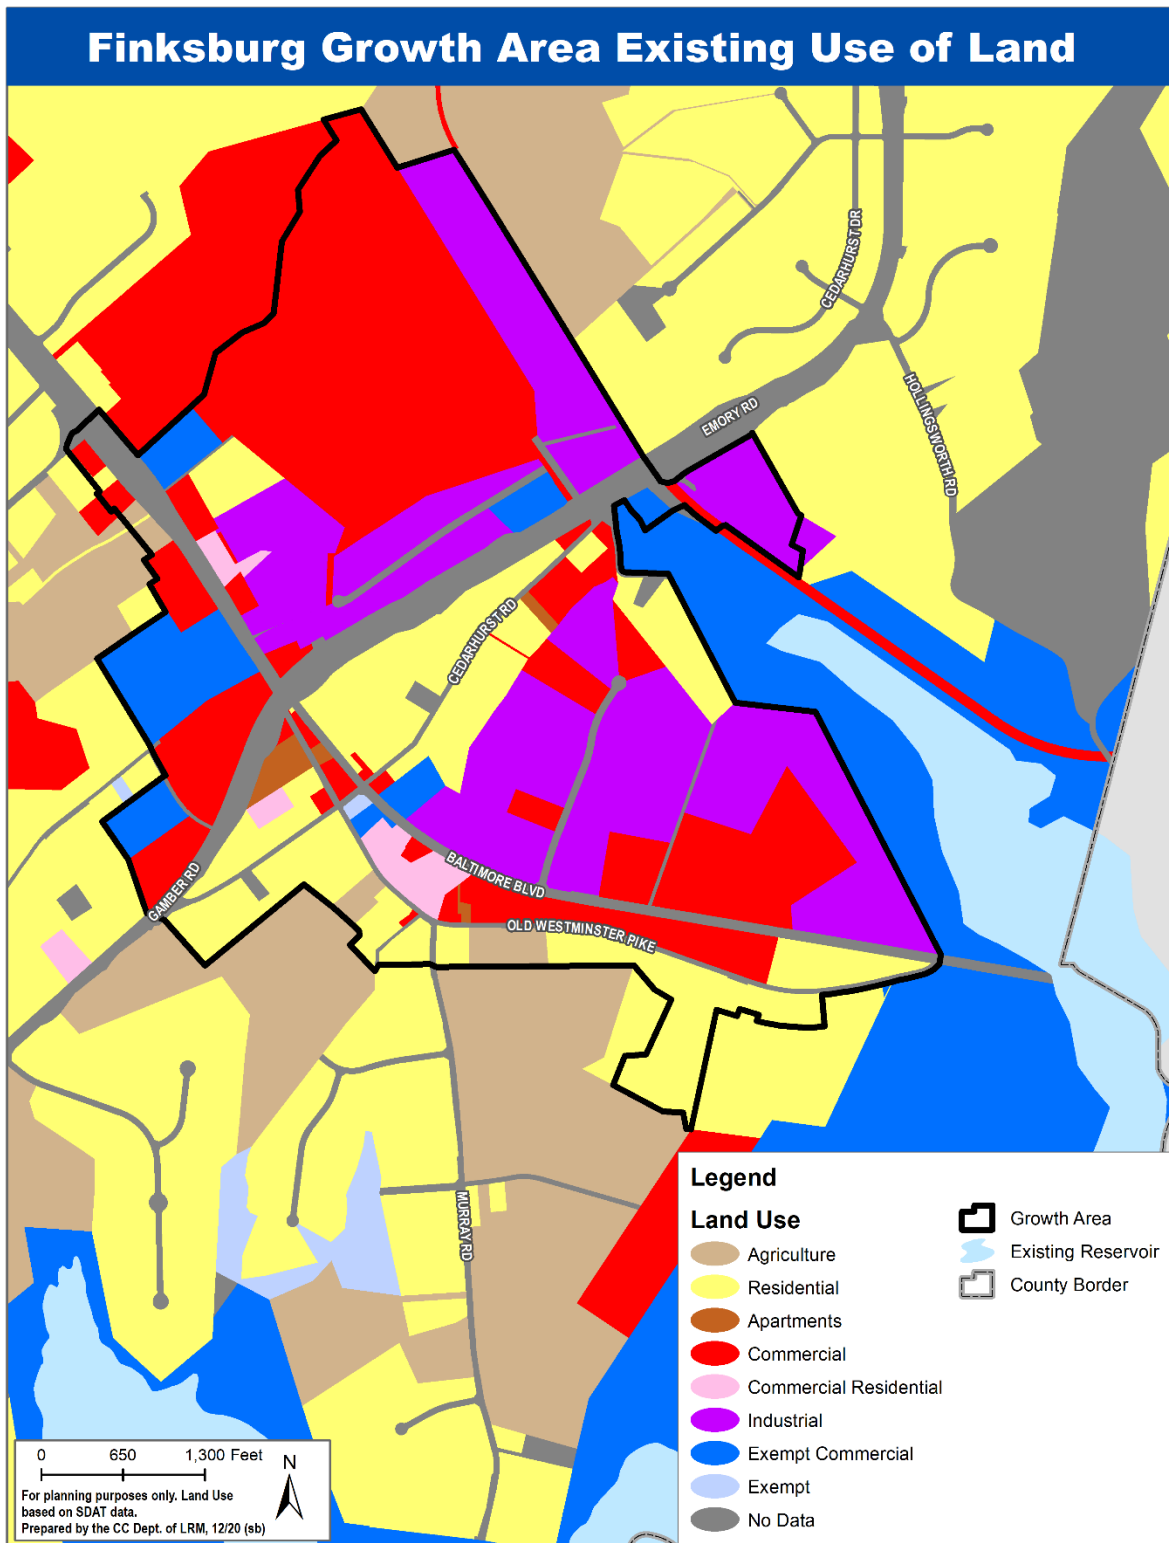 Finksburg Growth Area Existing Use of Land
CEDARHURST DR
EMORY RD
HOLLINGSWORTH RD
CEDARHURST RD
BALTIMORE BLVD
GAMBER RD
OLD WESTMINSTER PIKE
MURRAY RD
Legend
Land Use
Agriculture
Residential
Apartments
Commercial
Commercial Residential
Industrial
Exempt Commercial
Exempt
No Data
Growth Area
Existing Reservoir
County Border
0 650 1,300 Feet
N
For planning purposes only. Land Use
based on SDAT data.
Prepared by the CC Dept. of LRM, 12/20 (sb)